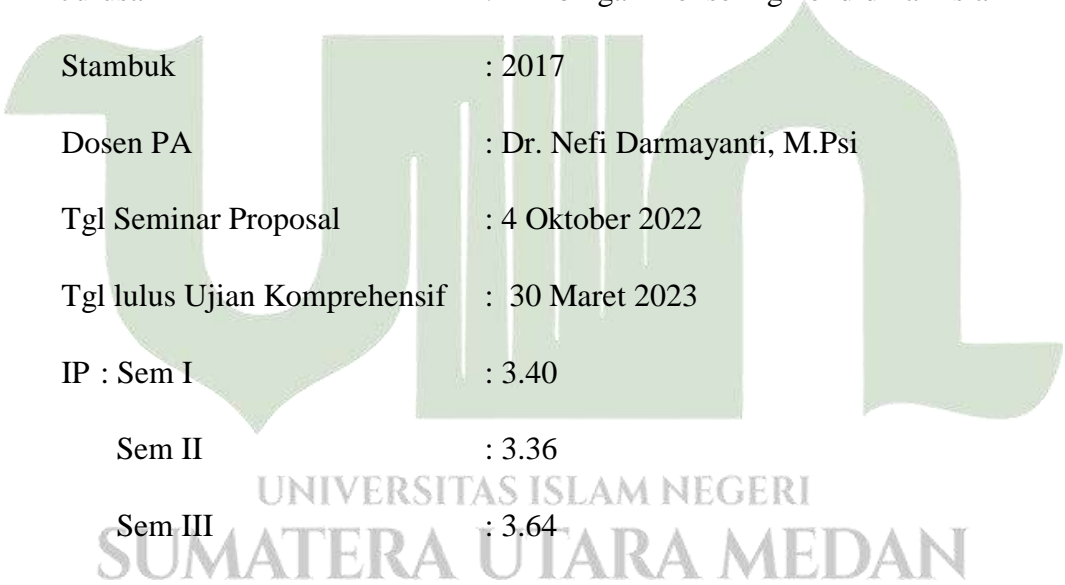 Stambuk : 2017
Dosen PA : Dr. Nefi Darmayanti, M.Psi
Tgl Seminar Proposal : 4 Oktober 2022
Tgl lulus Ujian Komprehensif : 30 Maret 2023
IP : Sem I : 3.40
Sem II : 3.36
UNIVERSITAS ISLAM NEGERI
Sem III : 3.64
SUMATERA UTARA MEDAN